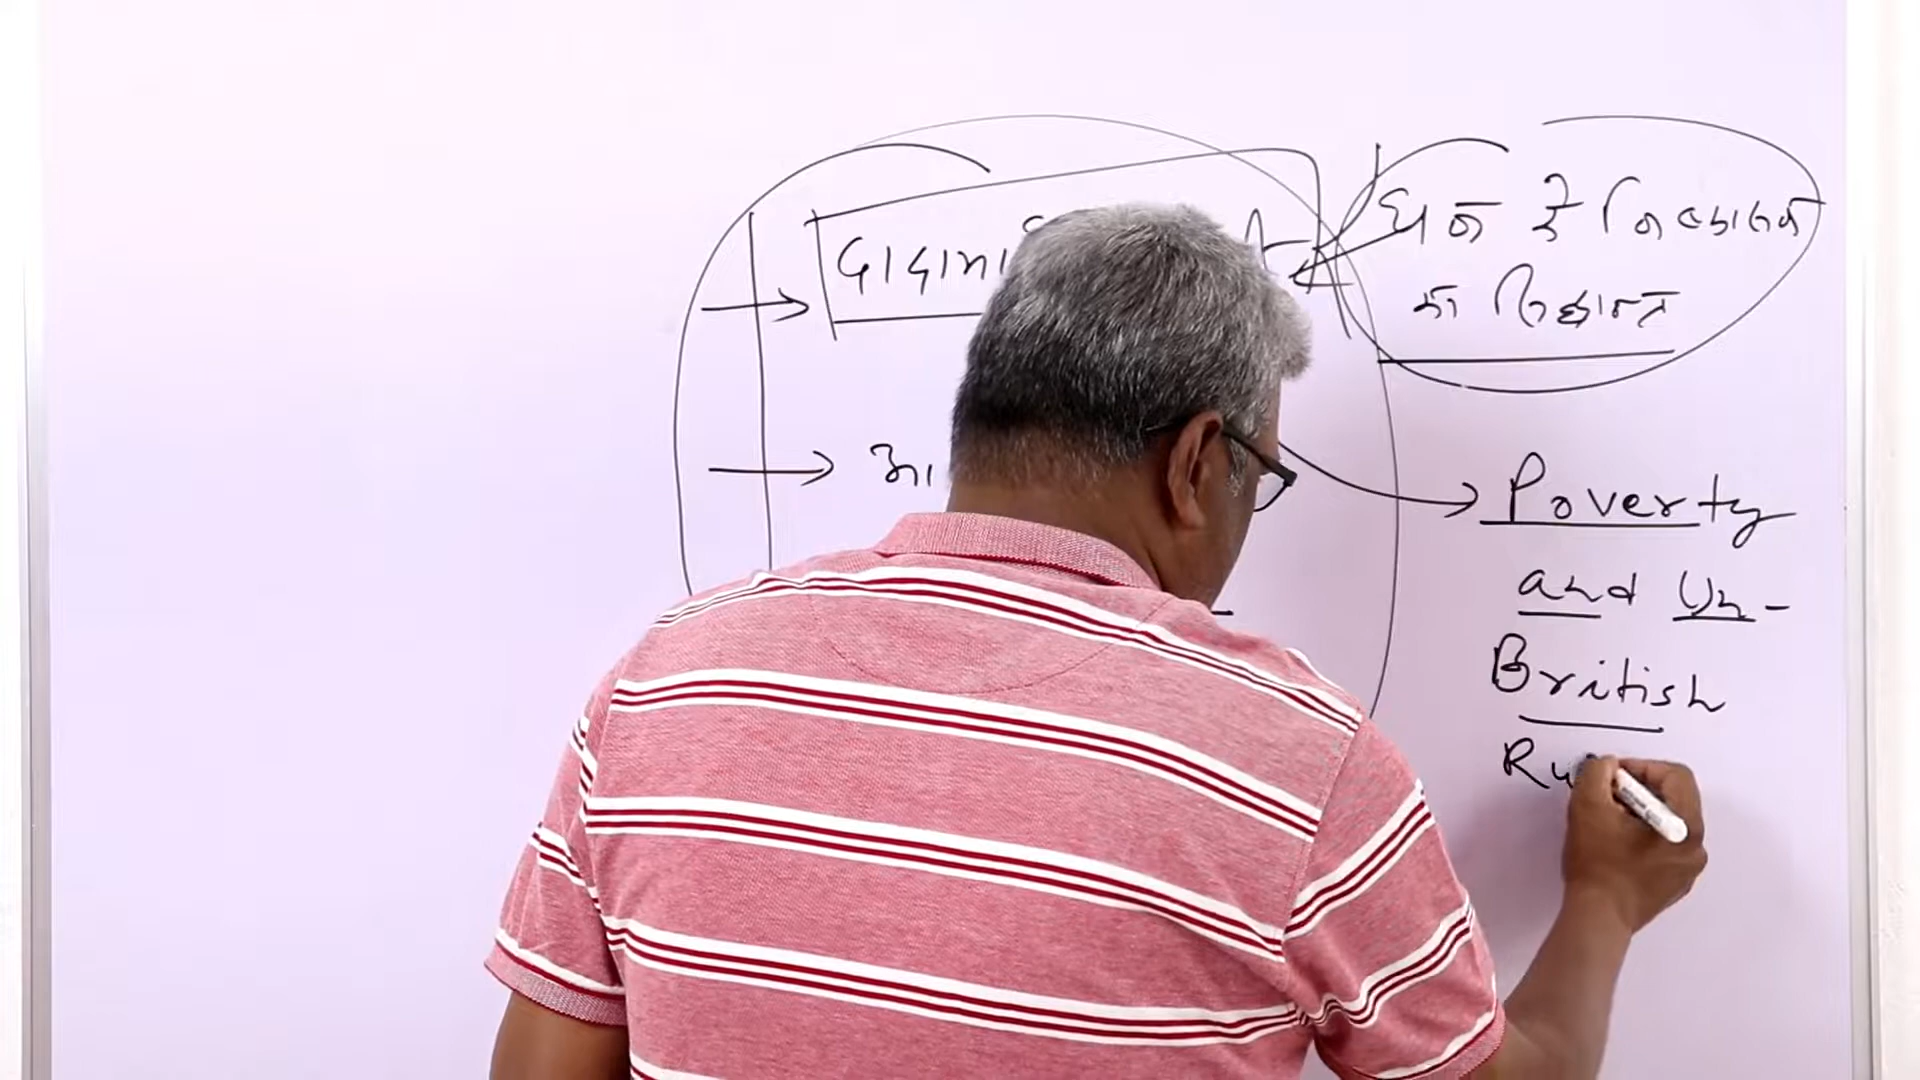 दादाभाई
धन के निष्कासन
का सिद्धान्त
Poverty
and Un-
British
Ru